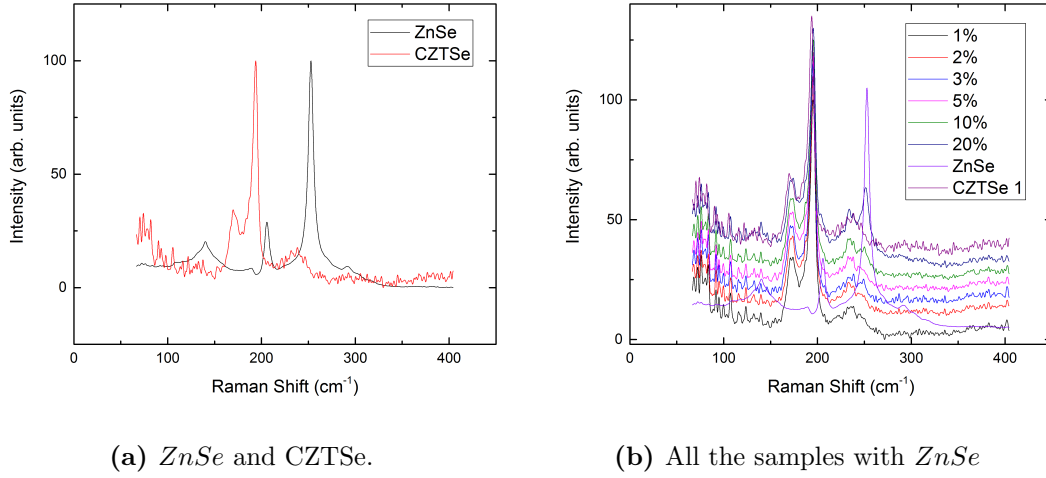 ZnSe
CZTSe
100
50
0
Intensity (arb. units)
0 100 200 300 400
Raman Shift (cm⁻¹)
(a) ZnSe and CZTSe.
1%
2%
3%
5%
10%
20%
ZnSe
CZTSe 1
100
50
0
Intensity (arb. units)
0 100 200 300 400
Raman Shift (cm⁻¹)
(b) All the samples with ZnSe